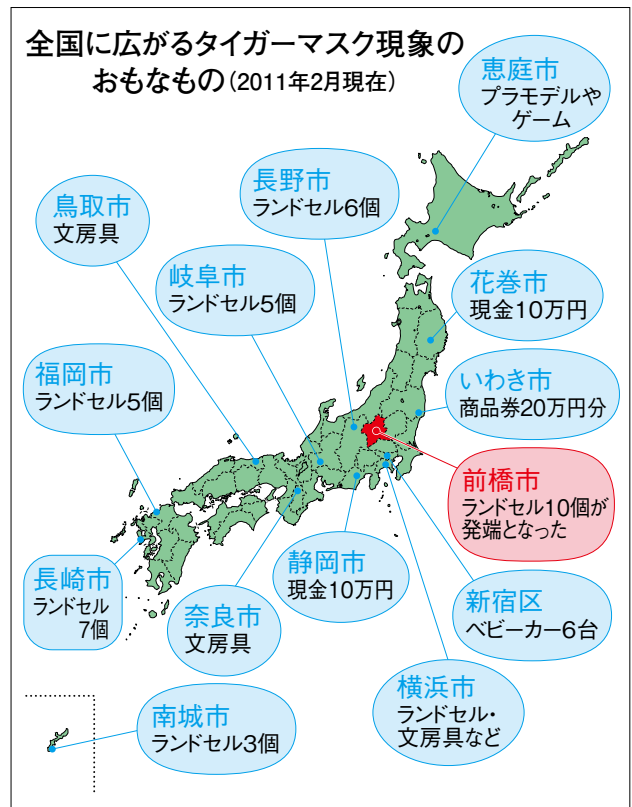 全国に広がるタイガーマスク現象の
おもなもの(2011年2月現在)
恵庭市
プラモデルや
ゲーム
長野市
ランドセル6個
鳥取市
文房具
岐阜市
ランドセル5個
花巻市
現金10万円
福岡市
ランドセル5個
いわき市
商品券20万円分
前橋市
ランドセル10個が
発端となった
長崎市
ランドセル
7個
奈良市
文房具
静岡市
現金10万円
新宿区
ベビーカー6台
横浜市
ランドセル・
文房具など
南城市
ランドセル3個